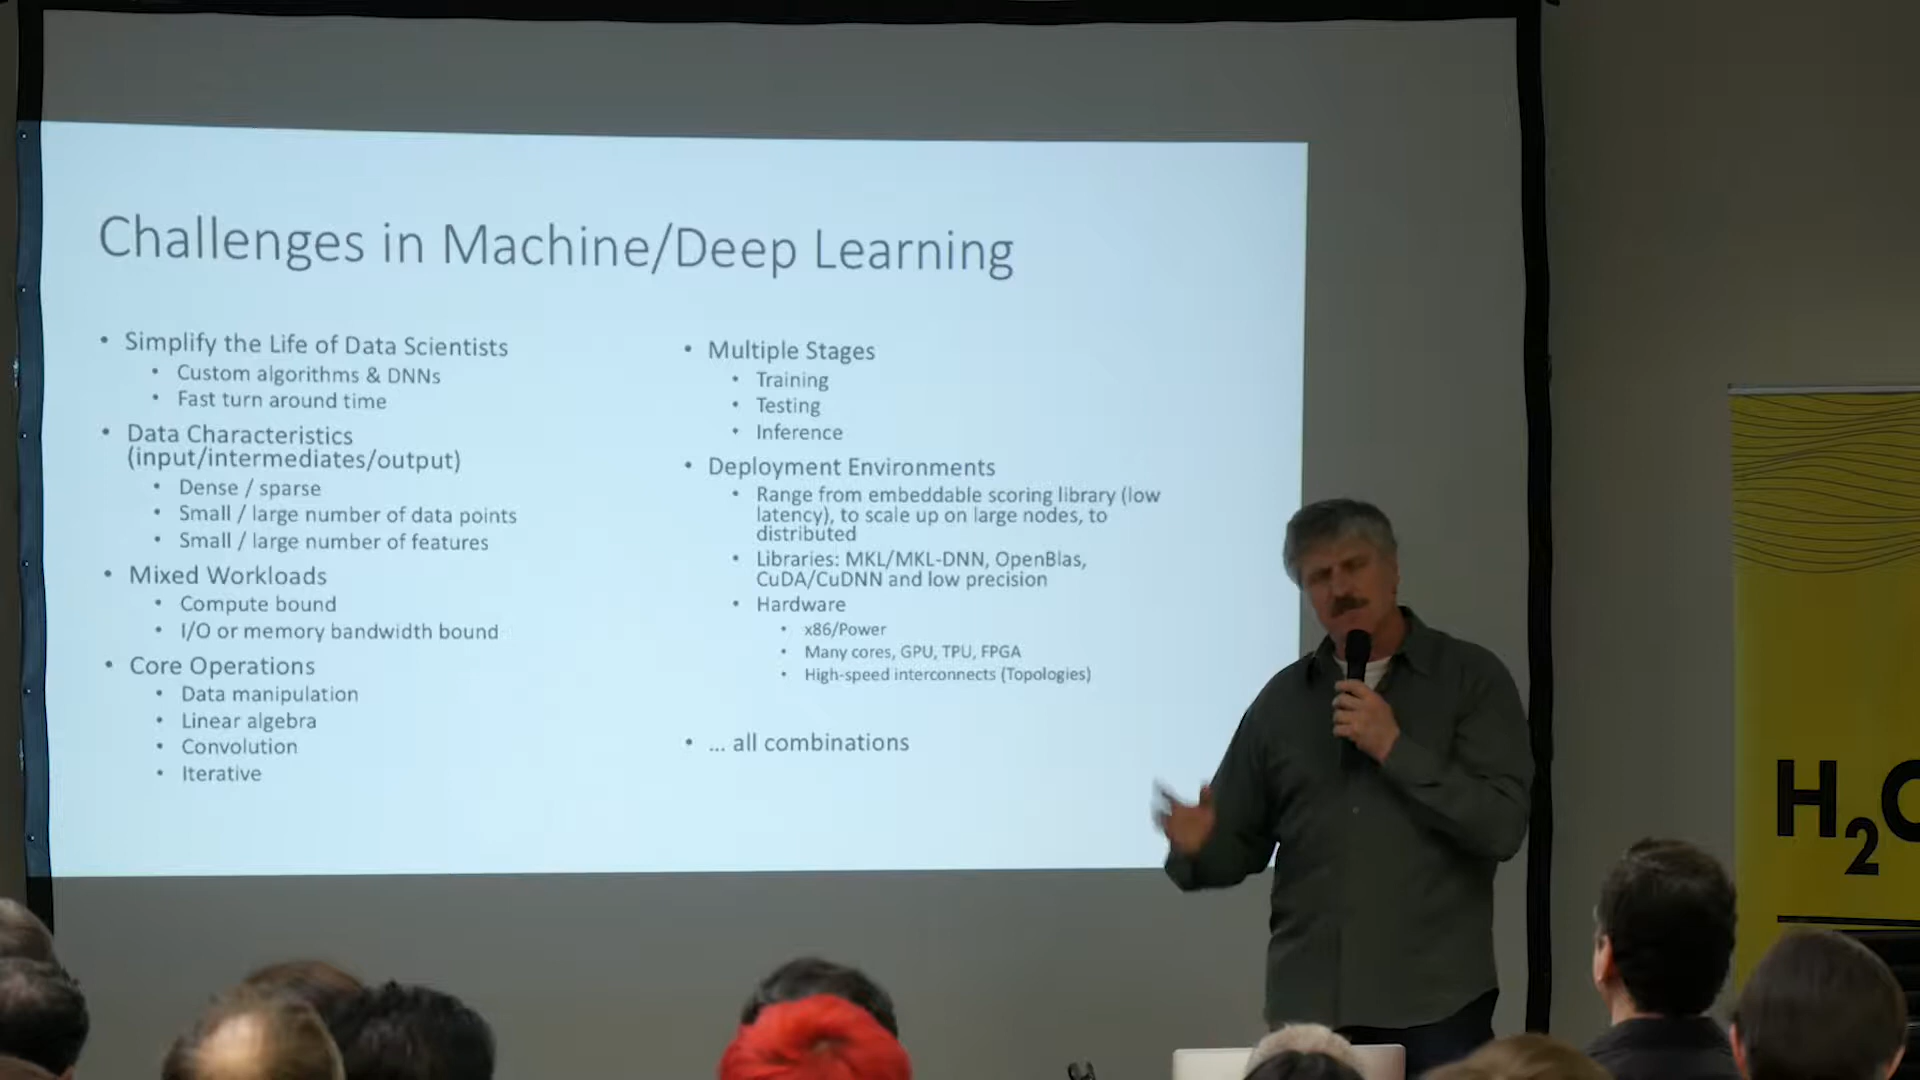 Challenges in Machine/Deep Learning
• Simplify the Life of Data Scientists
• Custom algorithms & DNNs
• Fast turn around time
• Data Characteristics
(input/intermediates/output)
• Dense / sparse
• Small / large number of data points
• Small / large number of features
• Mixed Workloads
• Compute bound
• I/O or memory bandwidth bound
• Core Operations
• Data manipulation
• Linear algebra
• Convolution
• Iterative
• Multiple Stages
• Training
• Testing
• Inference
• Deployment Environments
• Range from embeddable scoring library (low
latency), to scale up on large nodes, to
distributed
• Libraries: MKL/MKL-DNN, OpenBlas,
CuDA/CuDNN and low precision
• Hardware
• x86/Power
• Many cores, GPU, TPU, FPGA
• High-speed interconnects (Topologies)
• ... all combinations
H2O